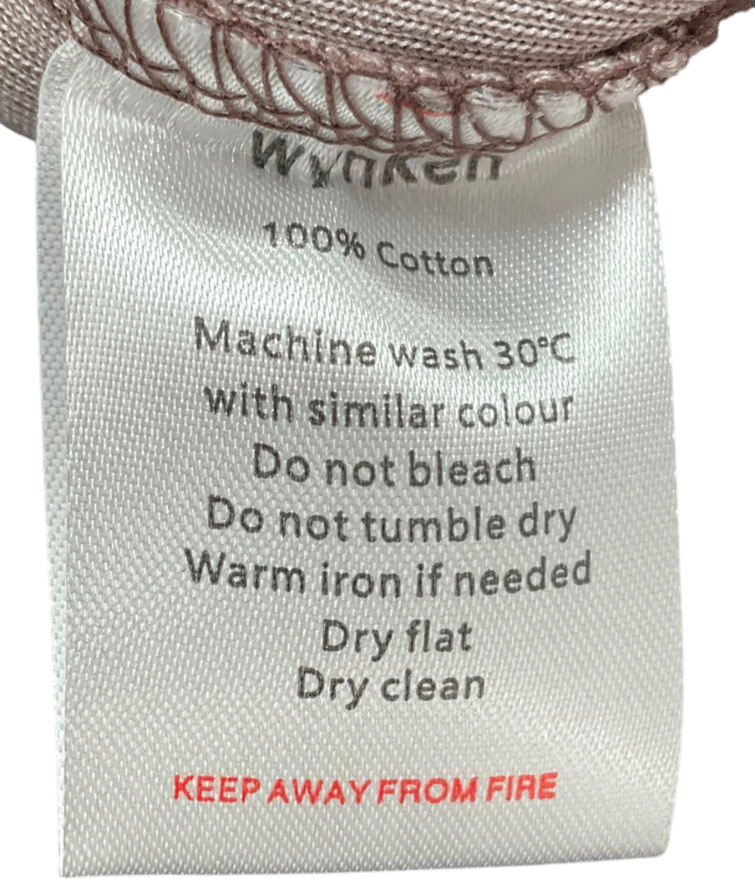 Wynken
100% Cotton
Machine wash 30°C
with similar colour
Do not bleach
Do not tumble dry
Warm iron if needed
Dry flat
Dry clean
KEEP AWAY FROM FIRE